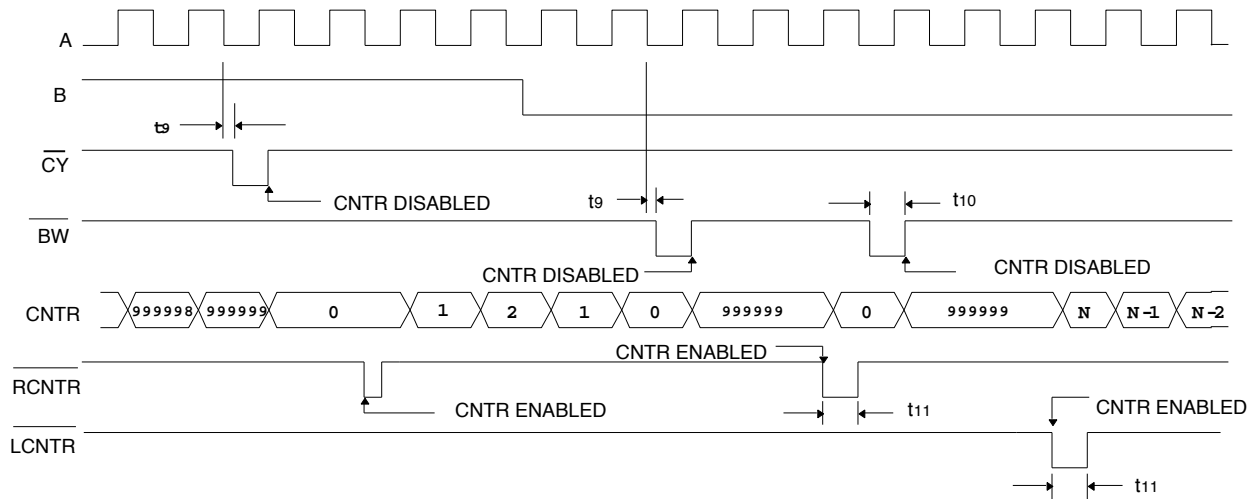 A
B
t9
CY
CNTR DISABLED
t9
t10
BW
CNTR DISABLED
CNTR DISABLED
CNTR
999998
999999
0
1
2
1
0
999999
0
999999
N
N-1
N-2
CNTR ENABLED
RCNTR
CNTR ENABLED
t11
CNTR ENABLED
LCNTR
t11